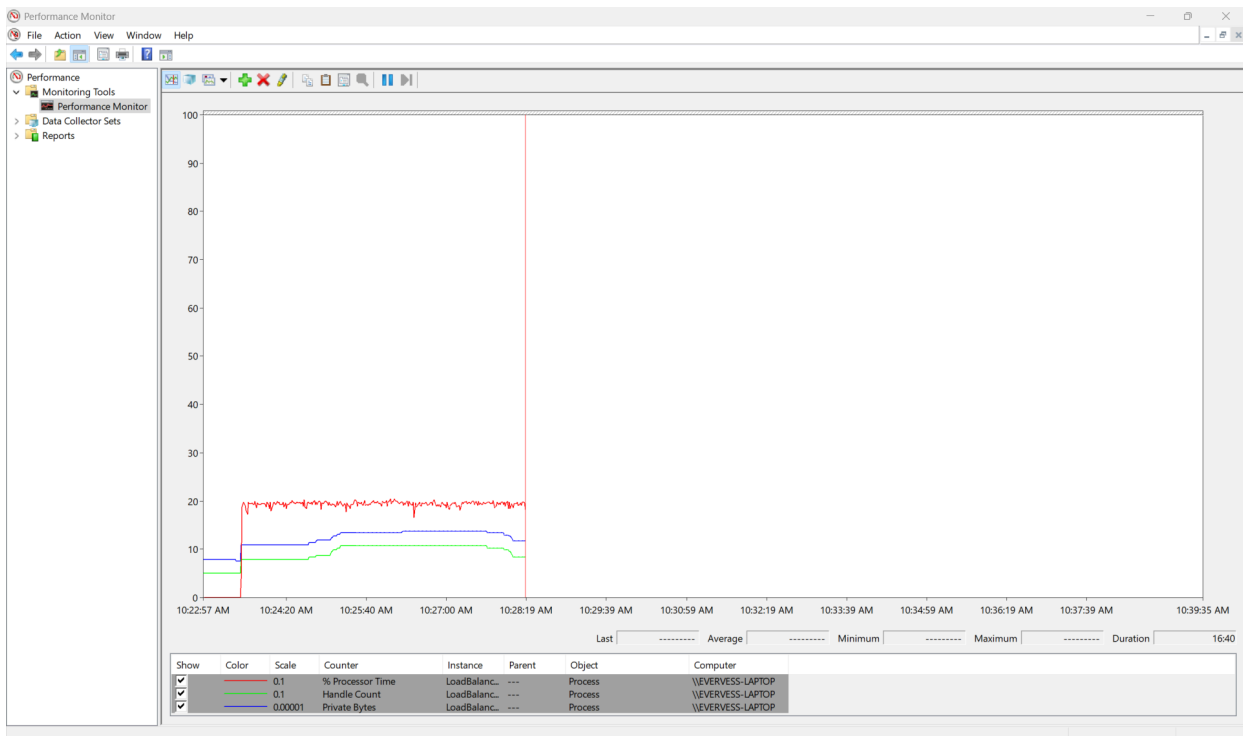 Performance Monitor
File Action View Window Help
Performance
Monitoring Tools
Performance Monitor
Data Collector Sets
Reports
100
90
80
70
60
50
40
30
20
10
0
10:22:57 AM 10:24:20 AM 10:25:40 AM 10:27:00 AM 10:28:19 AM 10:29:39 AM 10:30:59 AM 10:32:19 AM 10:33:39 AM 10:34:59 AM 10:36:19 AM 10:37:39 AM 10:39:35 AM
Last --------- Average --------- Minimum --------- Maximum --------- Duration 16:40
Show Color Scale Counter Instance Parent Object Computer
0.1 % Processor Time LoadBalanc... --- Process \\EVERVESS-LAPTOP
0.1 Handle Count LoadBalanc... --- Process \\EVERVESS-LAPTOP
0.00001 Private Bytes LoadBalanc... --- Process \\EVERVESS-LAPTOP